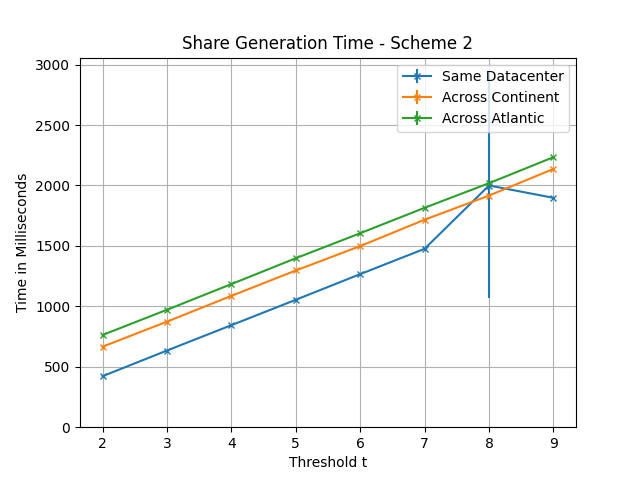 Share Generation Time - Scheme 2
3000
2500
2000
1500
1000
500
0
Time in Milliseconds
Same Datacenter
Across Continent
Across Atlantic
2 3 4 5 6 7 8 9
Threshold t